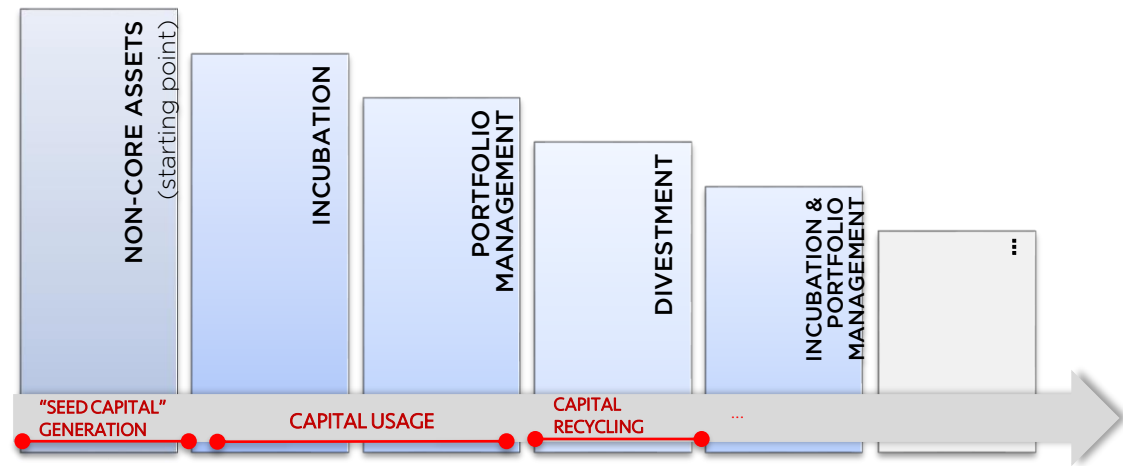 NON-CORE ASSETS
(starting point)
INCUBATION
PORTFOLIO
MANAGEMENT
DIVESTMENT
INCUBATION &
PORTFOLIO
MANAGEMENT
...
"SEED CAPITAL"
GENERATION
CAPITAL USAGE
CAPITAL
RECYCLING
...